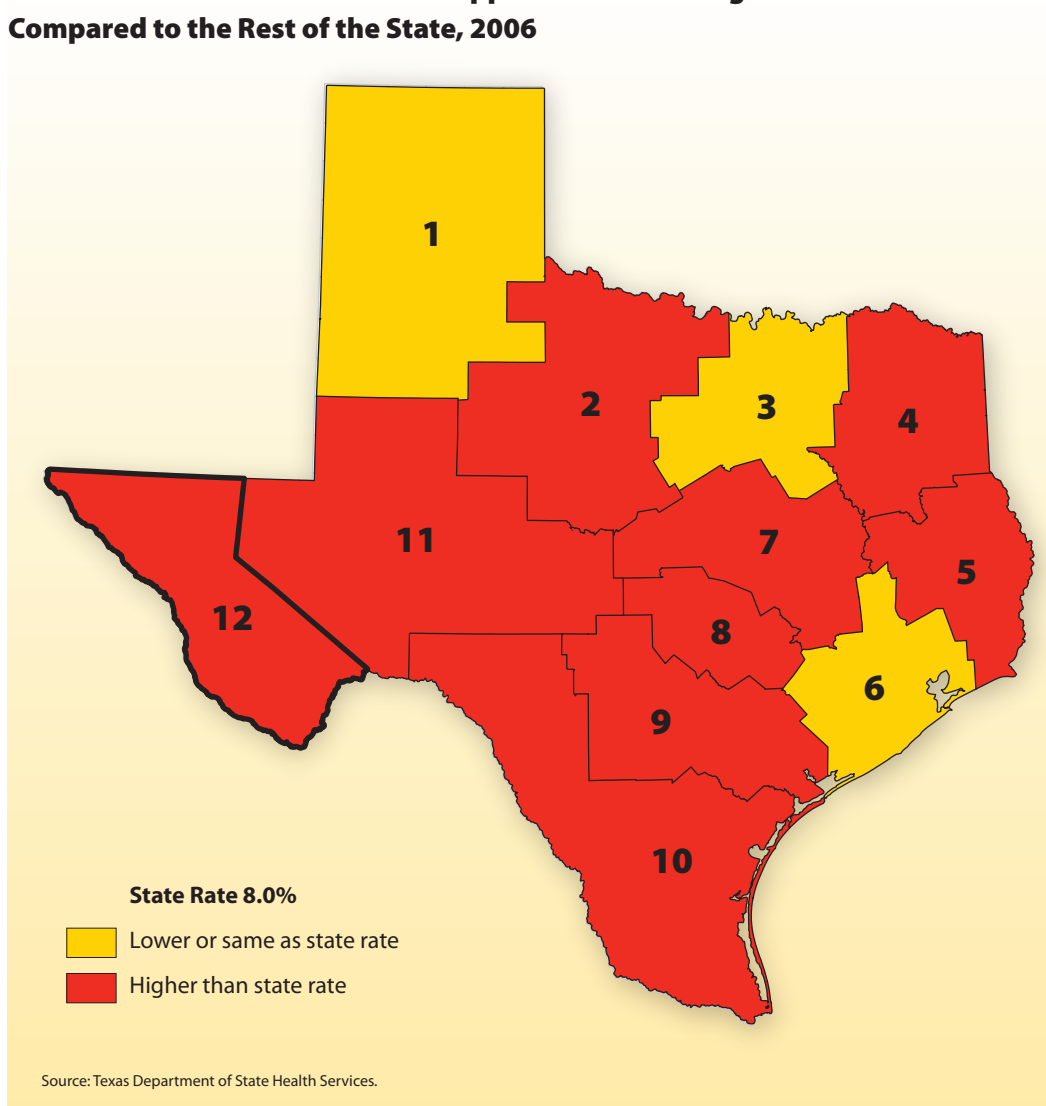 Compared to the Rest of the State, 2006
1
2
3
4
5
6
7
8
9
10
11
12
State Rate 8.0%
Lower or same as state rate
Higher than state rate
Source: Texas Department of State Health Services.